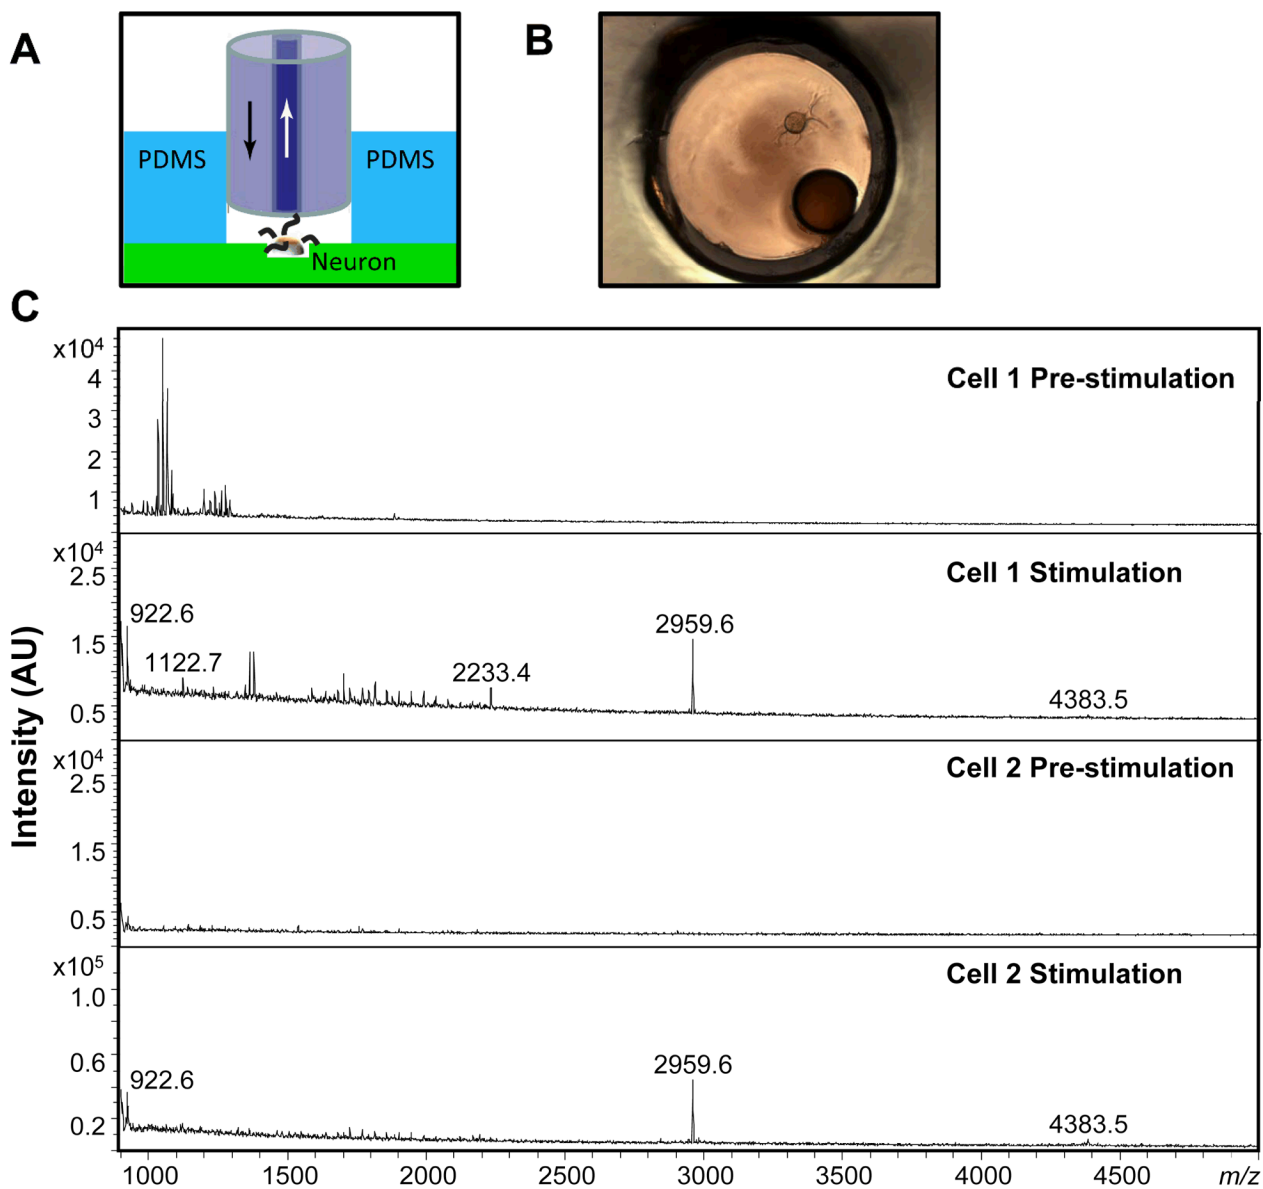 A
B
PDMS
PDMS
Neuron
C
x10⁴
4
3
2
1
Cell 1 Pre-stimulation
x10⁴
2.5
1.5
0.5
Cell 1 Stimulation
922.6
1122.7
2233.4
2959.6
4383.5
Intensity (AU)
x10⁴
2.5
1.5
0.5
Cell 2 Pre-stimulation
x10⁵
1.0
0.6
0.2
Cell 2 Stimulation
922.6
2959.6
4383.5
1000 1500 2000 2500 3000 3500 4000 4500 m/z